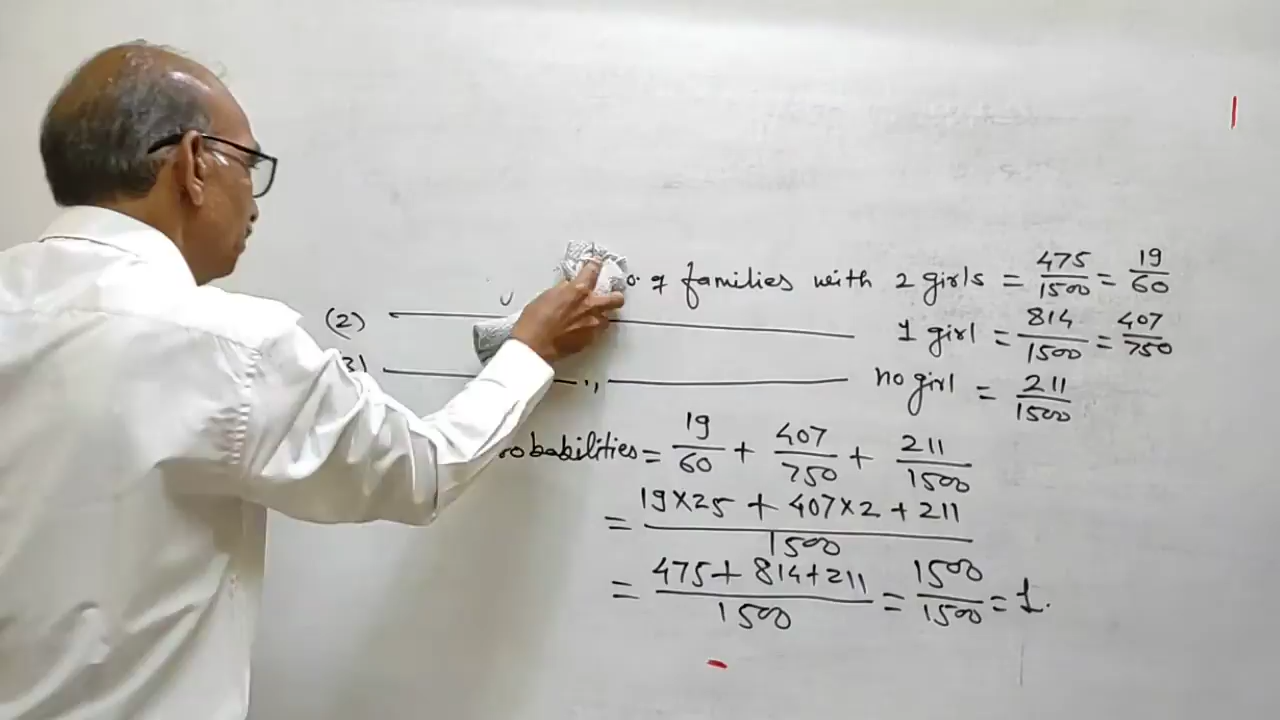 of families with 2 girls = 475/1500 = 19/60
(2) 1 girl = 814/1500 = 407/750
3) " no girl = 211/1500
obabilities = 19/60 + 407/750 + 211/1500
= 19×25 + 407×2 + 211 / 1500
= 475 + 814 + 211 / 1500 = 1500/1500 = 1.